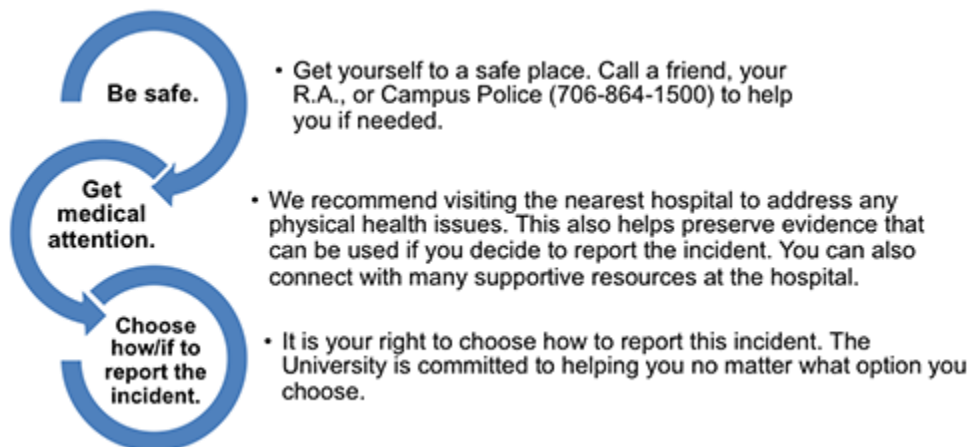 Be safe.
• Get yourself to a safe place. Call a friend, your
R.A., or Campus Police (706-864-1500) to help
you if needed.
Get
medical
attention.
• We recommend visiting the nearest hospital to address any
physical health issues. This also helps preserve evidence that
can be used if you decide to report the incident. You can also
connect with many supportive resources at the hospital.
Choose
how/if to
report the
incident.
• It is your right to choose how to report this incident. The
University is committed to helping you no matter what option you
choose.